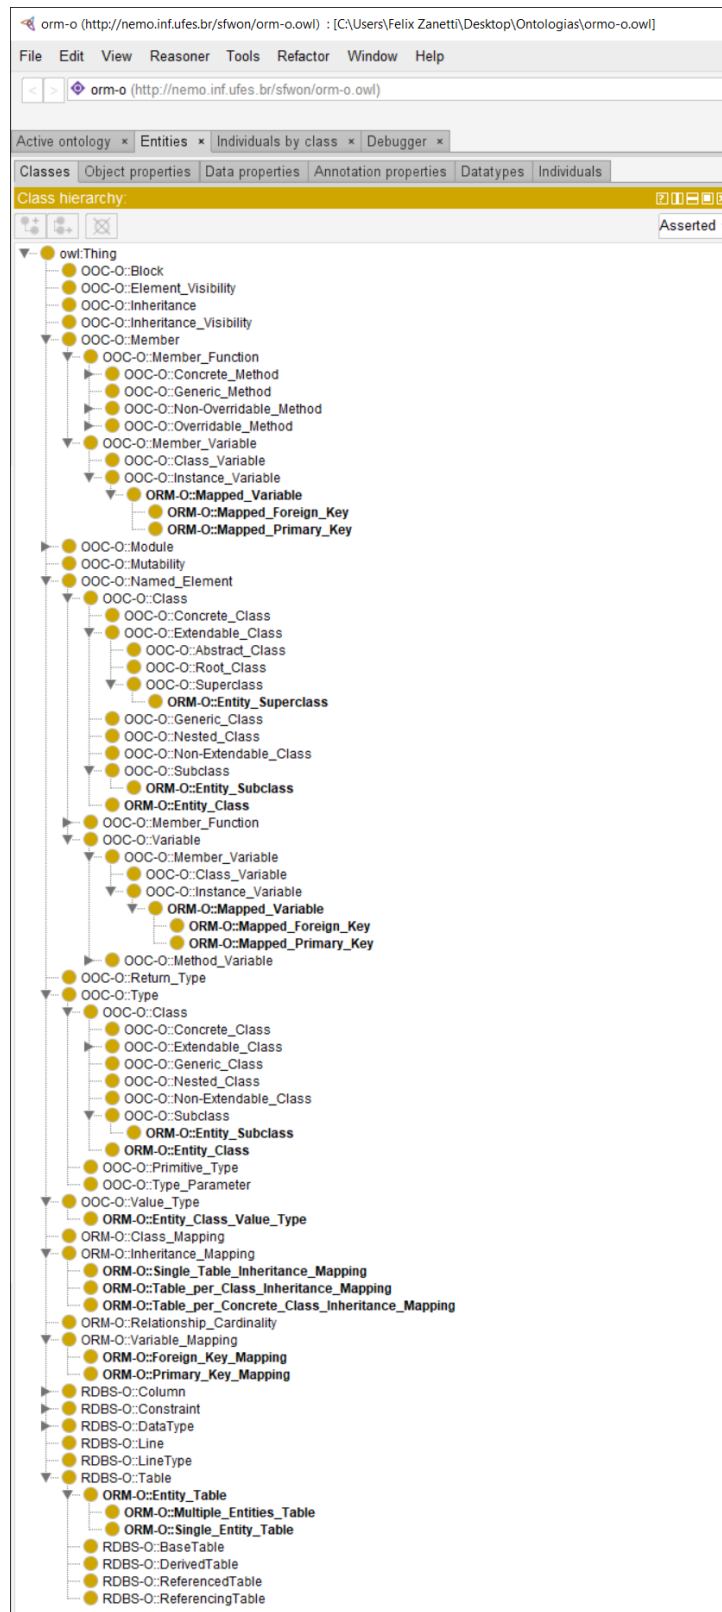 orm-o (http://nemo.inf.ufes.br/sfwon/orm-o.owl) : [C:\Users\Felix Zanetti\Desktop\Ontologias\ormo-o.owl]
File Edit View Reasoner Tools Refactor Window Help
< > orm-o (http://nemo.inf.ufes.br/sfwon/orm-o.owl)
Active ontology × Entities × Individuals by class × Debugger ×
Classes Object properties Data properties Annotation properties Datatypes Individuals
Class hierarchy:
Asserted
owl:Thing
OOC-O::Block
OOC-O::Element_Visibility
OOC-O::Inheritance
OOC-O::Inheritance_Visibility
OOC-O::Member
OOC-O::Member_Function
OOC-O::Concrete_Method
OOC-O::Generic_Method
OOC-O::Non-Overridable_Method
OOC-O::Overridable_Method
OOC-O::Member_Variable
OOC-O::Class_Variable
OOC-O::Instance_Variable
ORM-O::Mapped_Variable
ORM-O::Mapped_Foreign_Key
ORM-O::Mapped_Primary_Key
OOC-O::Module
OOC-O::Mutability
OOC-O::Named_Element
OOC-O::Class
OOC-O::Concrete_Class
OOC-O::Extendable_Class
OOC-O::Abstract_Class
OOC-O::Root_Class
OOC-O::Superclass
ORM-O::Entity_Superclass
OOC-O::Generic_Class
OOC-O::Nested_Class
OOC-O::Non-Extendable_Class
OOC-O::Subclass
ORM-O::Entity_Subclass
ORM-O::Entity_Class
OOC-O::Member_Function
OOC-O::Variable
OOC-O::Member_Variable
OOC-O::Class_Variable
OOC-O::Instance_Variable
ORM-O::Mapped_Variable
ORM-O::Mapped_Foreign_Key
ORM-O::Mapped_Primary_Key
OOC-O::Method_Variable
OOC-O::Return_Type
OOC-O::Type
OOC-O::Class
OOC-O::Concrete_Class
OOC-O::Extendable_Class
OOC-O::Generic_Class
OOC-O::Nested_Class
OOC-O::Non-Extendable_Class
OOC-O::Subclass
ORM-O::Entity_Subclass
ORM-O::Entity_Class
OOC-O::Primitive_Type
OOC-O::Type_Parameter
OOC-O::Value_Type
ORM-O::Entity_Class_Value_Type
ORM-O::Class_Mapping
ORM-O::Inheritance_Mapping
ORM-O::Single_Table_Inheritance_Mapping
ORM-O::Table_per_Class_Inheritance_Mapping
ORM-O::Table_per_Concrete_Class_Inheritance_Mapping
ORM-O::Relationship_Cardinality
ORM-O::Variable_Mapping
ORM-O::Foreign_Key_Mapping
ORM-O::Primary_Key_Mapping
RDBS-O::Column
RDBS-O::Constraint
RDBS-O::DataType
RDBS-O::Line
RDBS-O::LineType
RDBS-O::Table
ORM-O::Entity_Table
ORM-O::Multiple_Entities_Table
ORM-O::Single_Entity_Table
RDBS-O::BaseTable
RDBS-O::DerivedTable
RDBS-O::ReferencedTable
RDBS-O::ReferencingTable